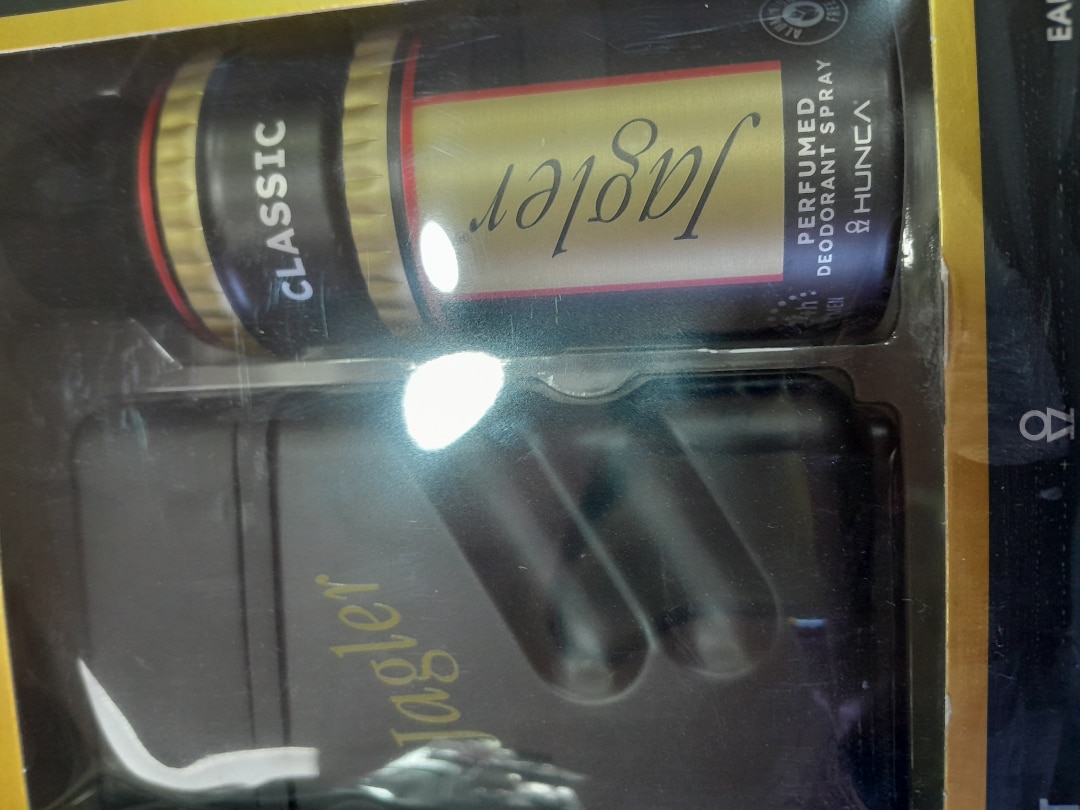 CLASSIC
Jagler
PERFUMED
DEODORANT SPRAY
HUNCA
Jagler